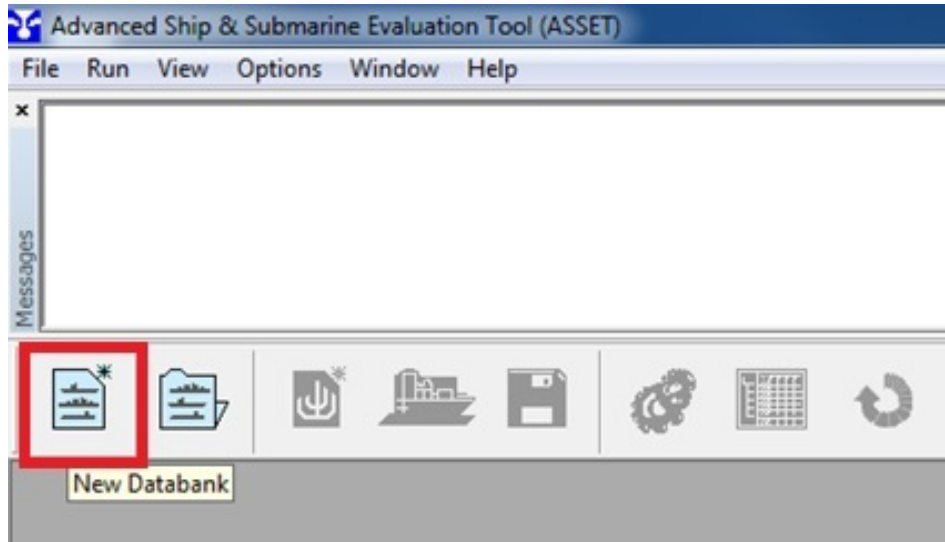 Advanced Ship & Submarine Evaluation Tool (ASSET)
File Run View Options Window Help
Messages
New Databank